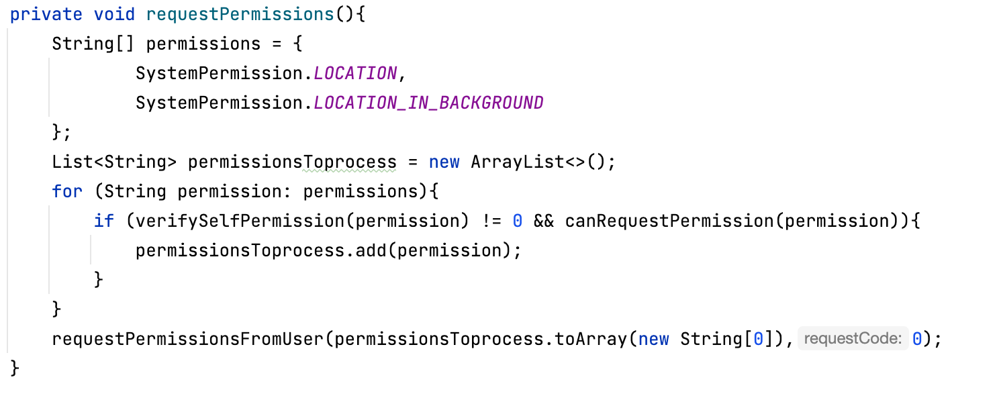 private void requestPermissions(){
String[] permissions = {
SystemPermission.LOCATION,
SystemPermission.LOCATION_IN_BACKGROUND
};
List<String> permissionsToprocess = new ArrayList<>();
for (String permission: permissions){
if (verifySelfPermission(permission) != 0 && canRequestPermission(permission)){
permissionsToprocess.add(permission);
}
}
requestPermissionsFromUser(permissionsToprocess.toArray(new String[0]), requestCode: 0);
}